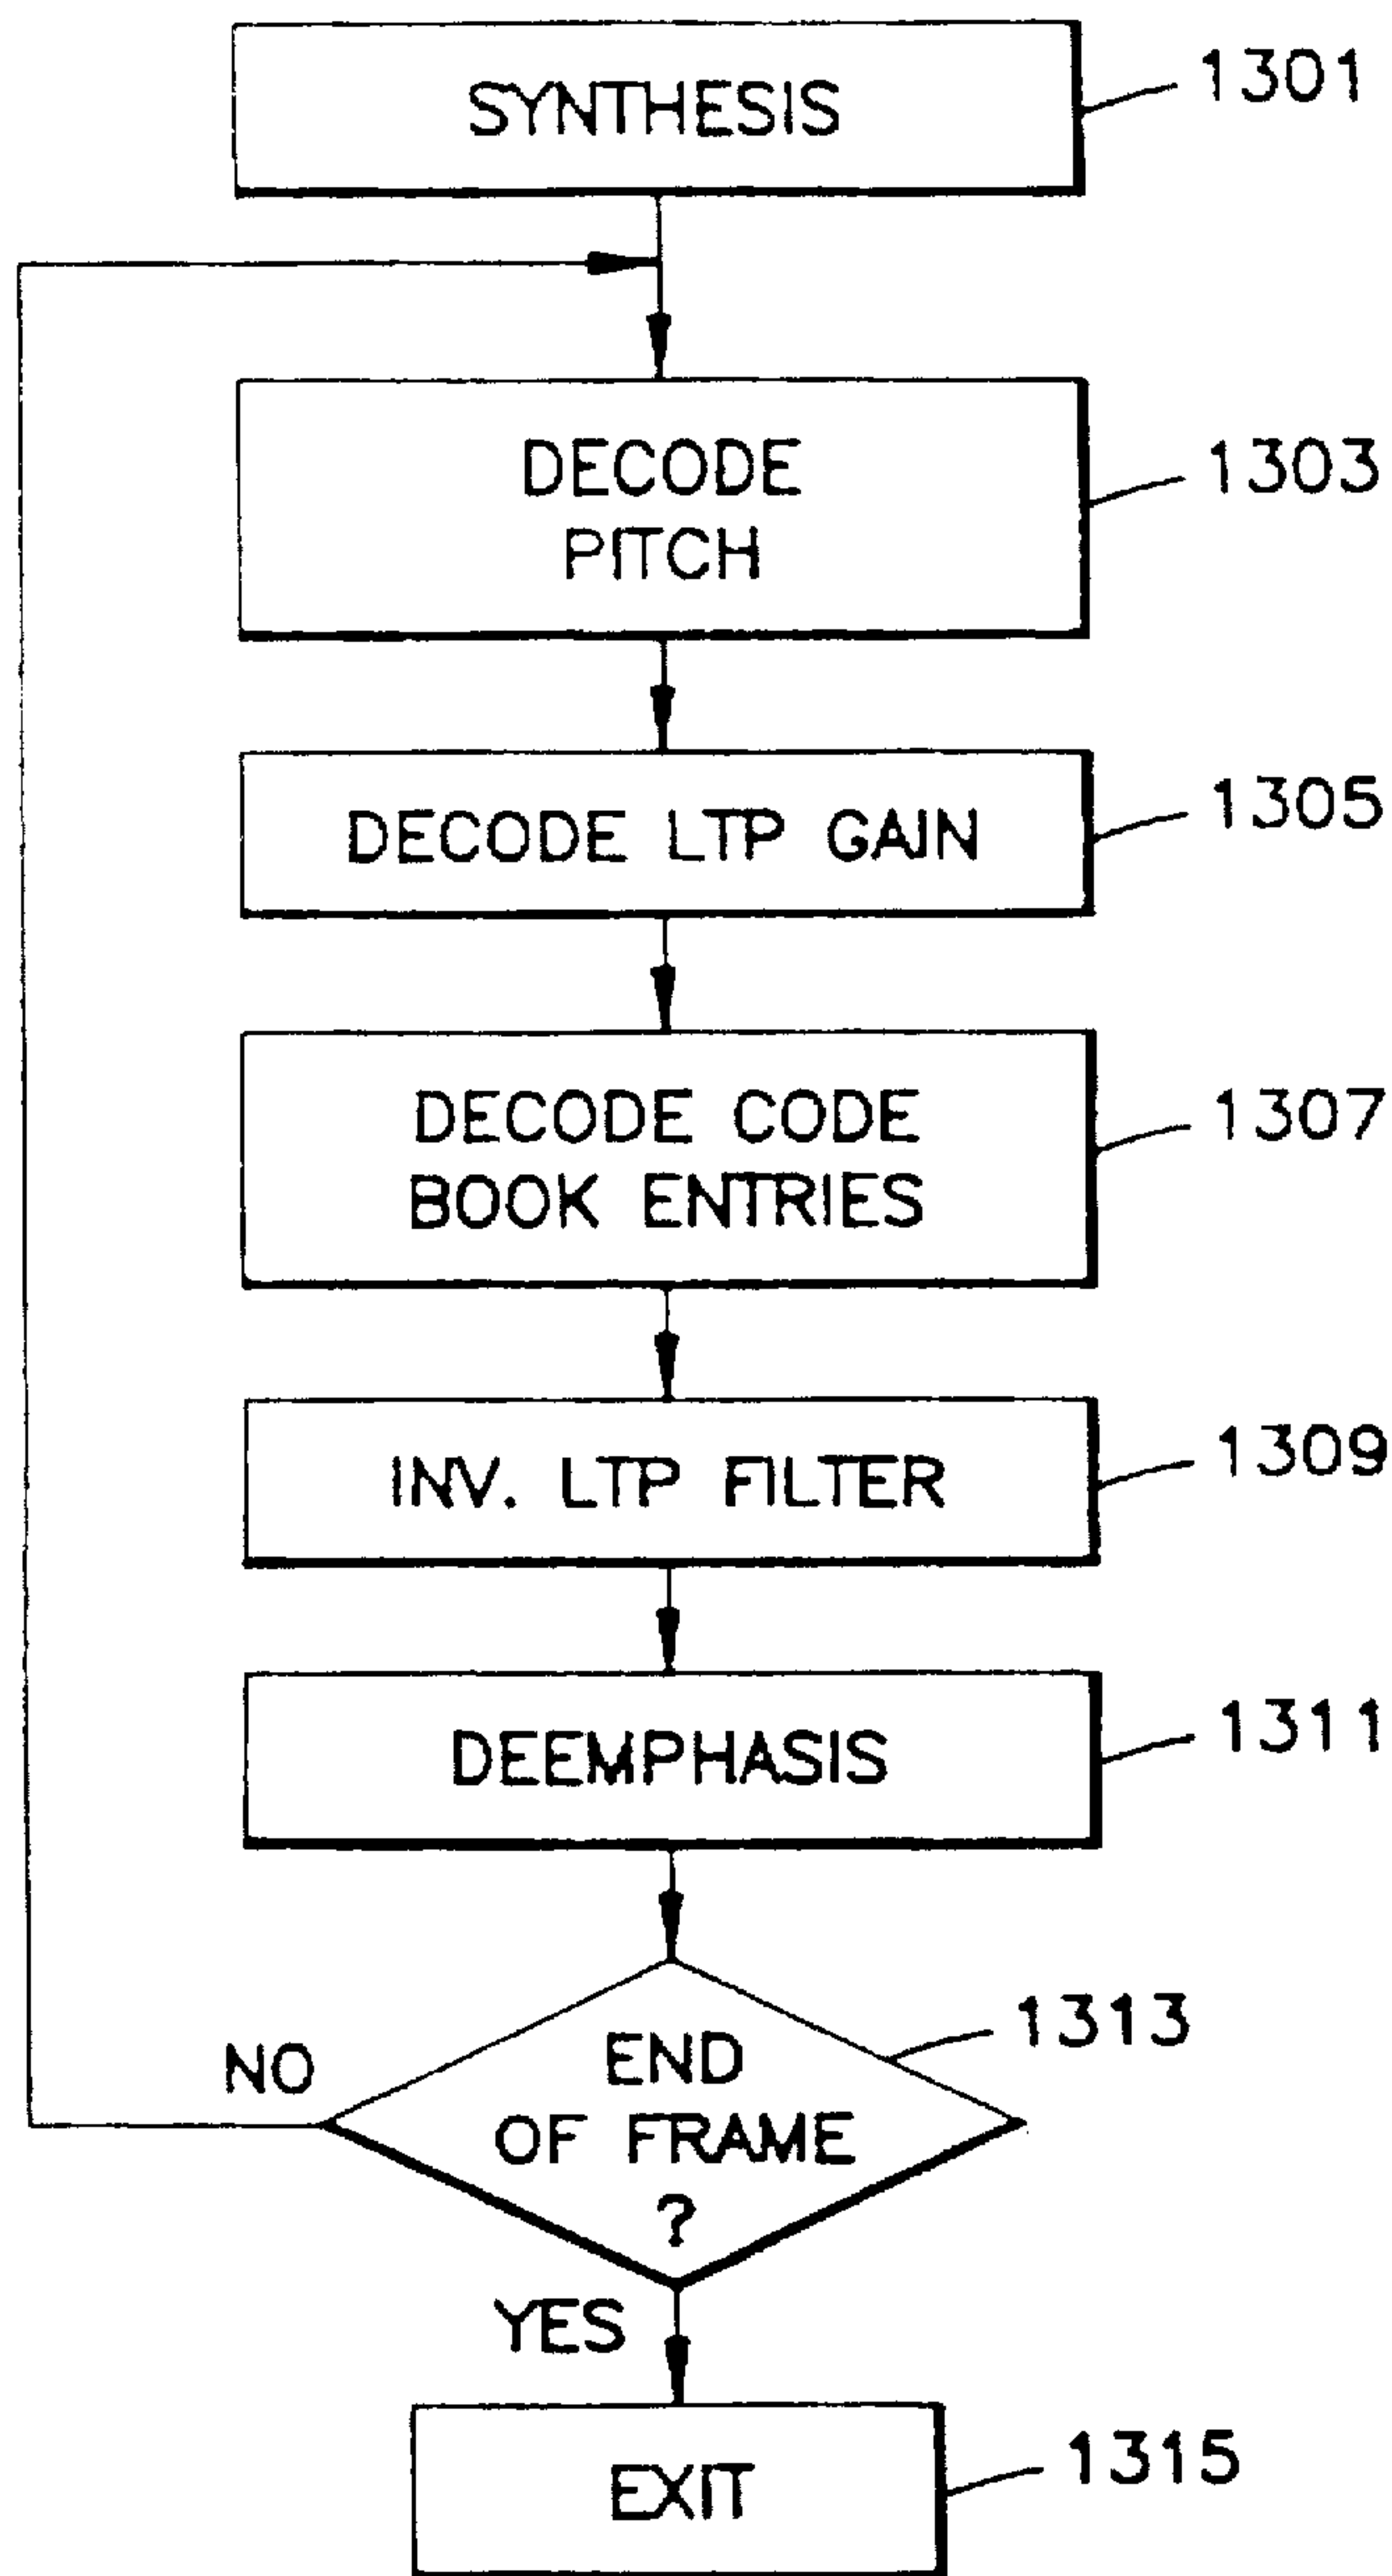 SYNTHESIS
1301
DECODE
PITCH
1303
DECODE LTP GAIN
1305
DECODE CODE
BOOK ENTRIES
1307
INV. LTP FILTER
1309
DEEMPHASIS
1311
END
OF FRAME
?
1313
NO
YES
EXIT
1315